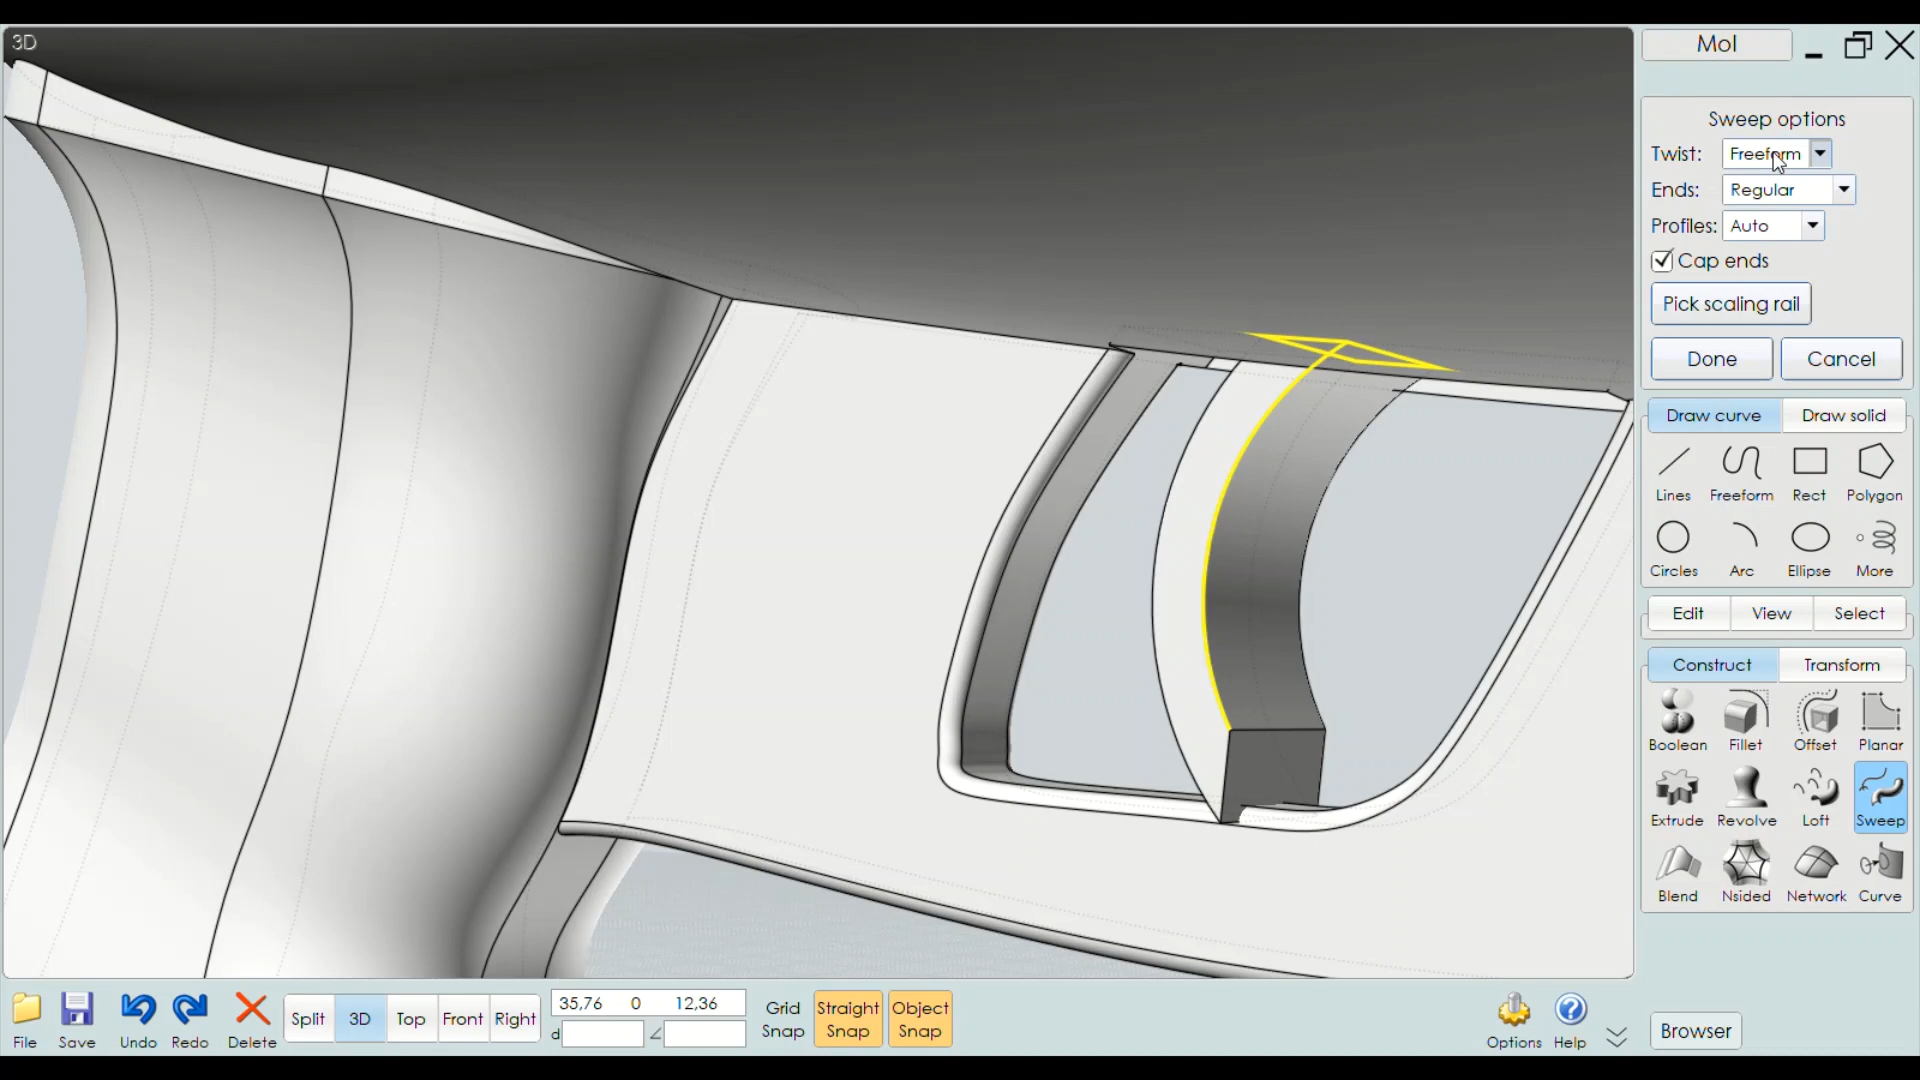 3D
MoI
Sweep options
Twist: Freeform
Ends: Regular
Profiles: Auto
Cap ends
Pick scaling rail
Done Cancel
Draw curve Draw solid
Lines Freeform Rect Polygon
Circles Arc Ellipse More
Edit View Select
Construct Transform
Boolean Fillet Offset Planar
Extrude Revolve Loft Sweep
Blend Nsided Network Curve
File Save Undo Redo Delete
Split 3D Top Front Right
35,76 0 12,36
d ∠
Grid Snap
Straight Snap
Object Snap
Options Help
Browser